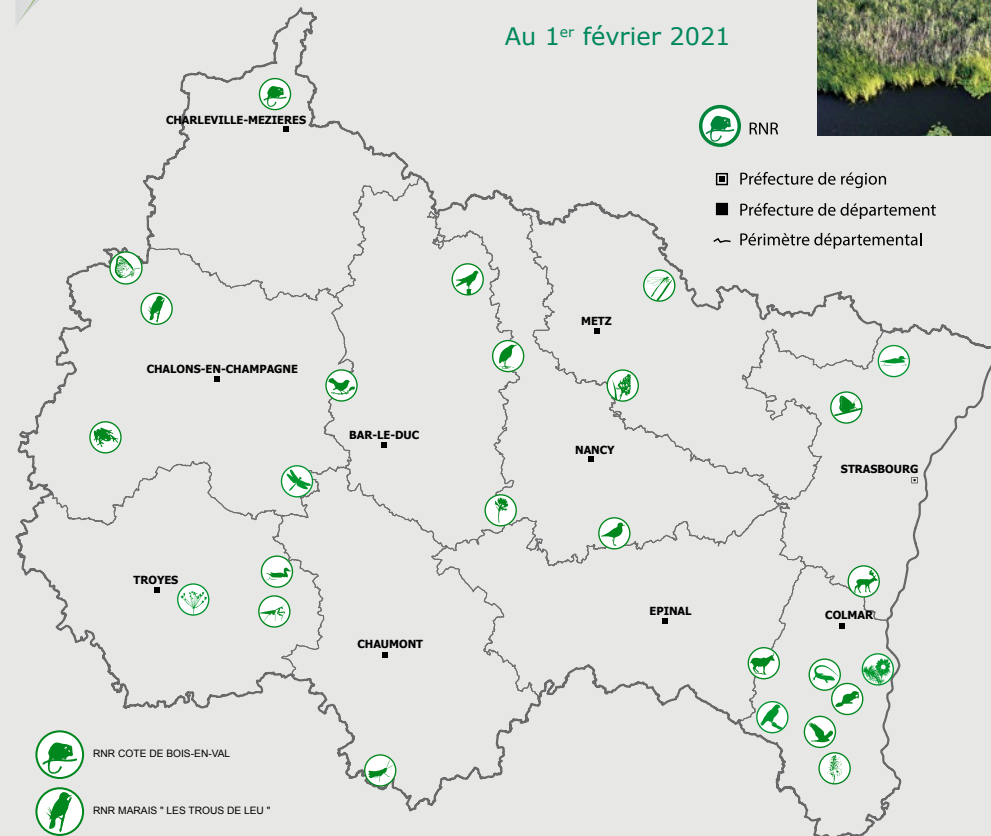 Au 1er février 2021
CHARLEVILLE-MEZIERES
RNR
Préfecture de région
Préfecture de département
Périmètre départemental
METZ
CHALONS-EN-CHAMPAGNE
BAR-LE-DUC
NANCY
STRASBOURG
TROYES
EPINAL
COLMAR
CHAUMONT
RNR COTE DE BOIS-EN-VAL
RNR MARAIS " LES TROUS DE LEU "